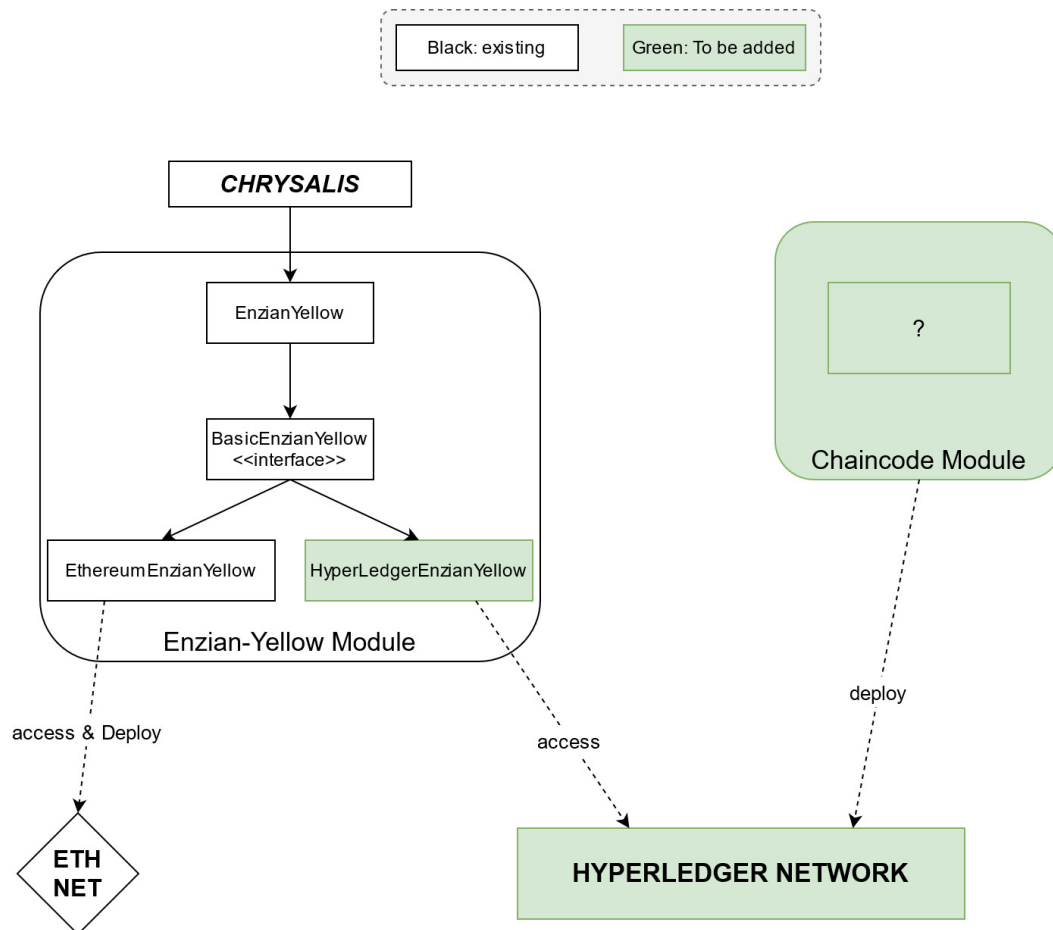 Black: existing
Green: To be added
CHRYSALIS
EnzianYellow
?
BasicEnzianYellow
<<interface>>
Chaincode Module
EthereumEnzianYellow
HyperLedgerEnzianYellow
Enzian-Yellow Module
deploy
access & Deploy
access
ETH
NET
HYPERLEDGER NETWORK